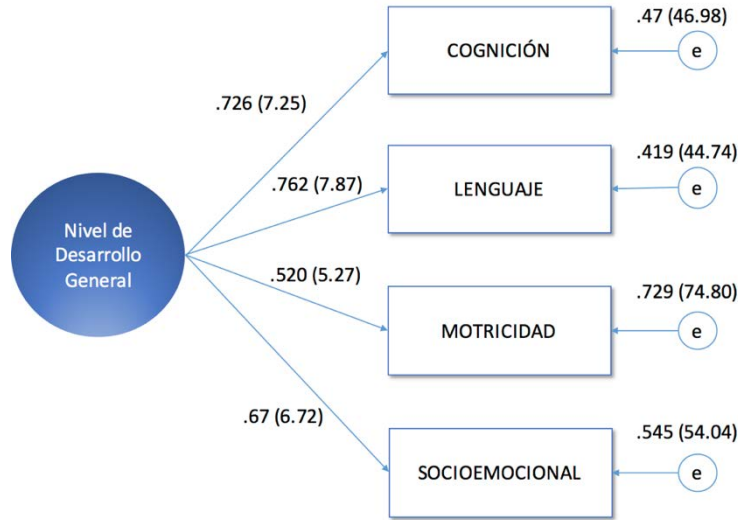 .47 (46.98)
COGNICIÓN
e
.726 (7.25)
.419 (44.74)
.762 (7.87)
LENGUAJE
e
Nivel de
Desarrollo
General
.520 (5.27)
.729 (74.80)
MOTRICIDAD
e
.67 (6.72)
.545 (54.04)
SOCIOEMOCIONAL
e